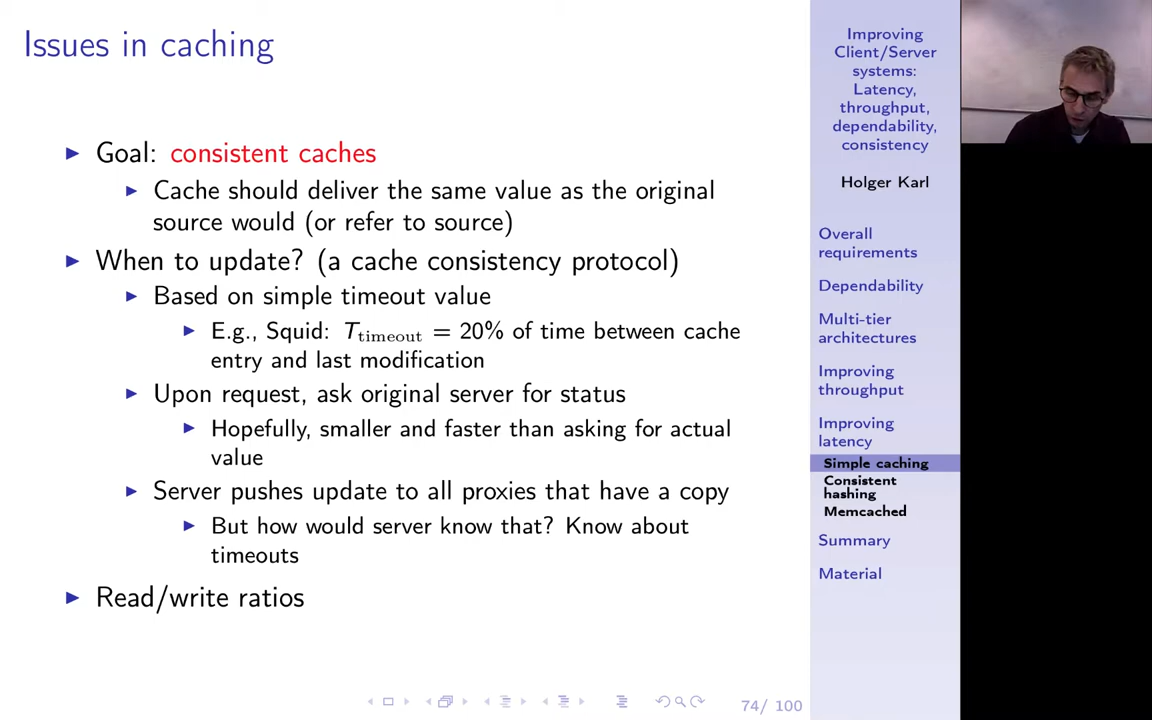 Issues in caching
Goal: consistent caches
Cache should deliver the same value as the original
source would (or refer to source)
When to update? (a cache consistency protocol)
Based on simple timeout value
E.g., Squid: Ttimeout = 20% of time between cache
entry and last modification
Upon request, ask original server for status
Hopefully, smaller and faster than asking for actual
value
Server pushes update to all proxies that have a copy
But how would server know that? Know about
timeouts
Read/write ratios
74/ 100
Improving
Client/Server
systems:
Latency,
throughput,
dependability,
consistency
Holger Karl
Overall
requirements
Dependability
Multi-tier
architectures
Improving
throughput
Improving
latency
Simple caching
Consistent
hashing
Memcached
Summary
Material